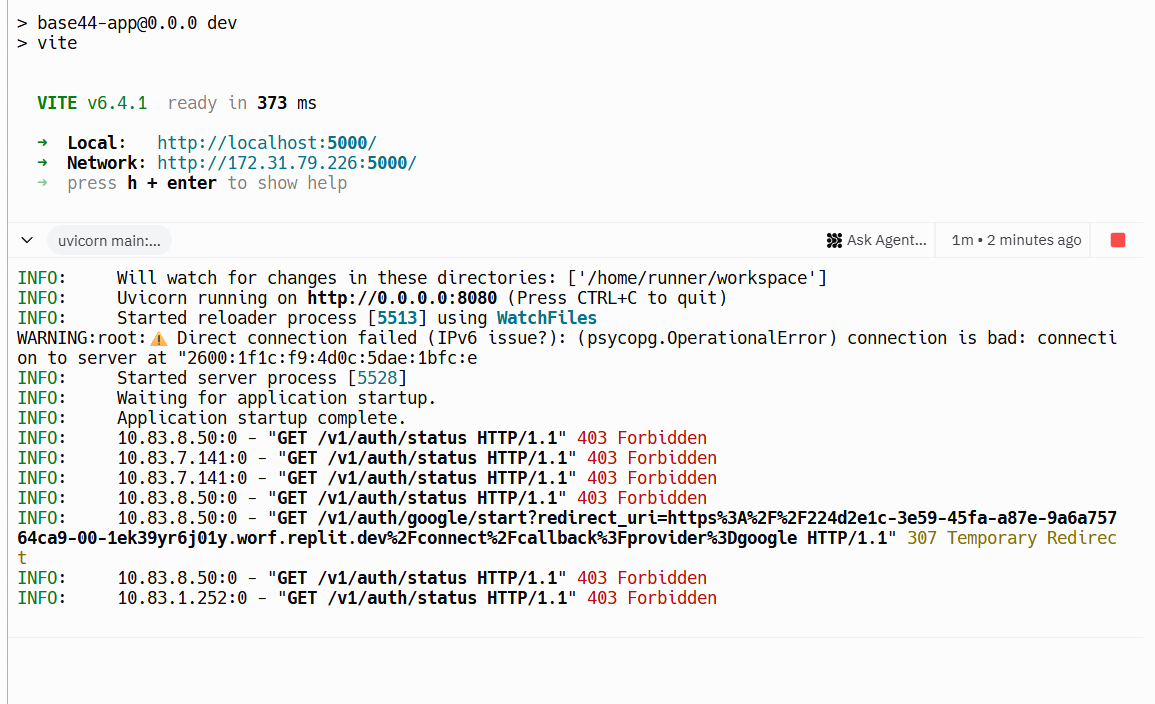 > base44-app@0.0.0 dev
> vite
VITE v6.4.1 ready in 373 ms
➜ Local: http://localhost:5000/
➜ Network: http://172.31.79.226:5000/
➜ press h + enter to show help
uvicorn main:...
Ask Agent...
1m • 2 minutes ago
INFO: Will watch for changes in these directories: ['/home/runner/workspace']
INFO: Uvicorn running on http://0.0.0.0:8080 (Press CTRL+C to quit)
INFO: Started reloader process [5513] using WatchFiles
WARNING:root:⚠️ Direct connection failed (IPv6 issue?): (psycopg.OperationalError) connection is bad: connecti
on to server at "2600:1f1c:f9:4d0c:5dae:1bfc:e
INFO: Started server process [5528]
INFO: Waiting for application startup.
INFO: Application startup complete.
INFO: 10.83.8.50:0 - "GET /v1/auth/status HTTP/1.1" 403 Forbidden
INFO: 10.83.7.141:0 - "GET /v1/auth/status HTTP/1.1" 403 Forbidden
INFO: 10.83.7.141:0 - "GET /v1/auth/status HTTP/1.1" 403 Forbidden
INFO: 10.83.8.50:0 - "GET /v1/auth/status HTTP/1.1" 403 Forbidden
INFO: 10.83.8.50:0 - "GET /v1/auth/google/start?redirect_uri=https%3A%2F%2F224d2e1c-3e59-45fa-a87e-9a6a757
64ca9-00-1ek39yr6j01y.worf.replit.dev%2Fconnect%2Fcallback%3Fprovider%3Dgoogle HTTP/1.1" 307 Temporary Redirec
t
INFO: 10.83.8.50:0 - "GET /v1/auth/status HTTP/1.1" 403 Forbidden
INFO: 10.83.1.252:0 - "GET /v1/auth/status HTTP/1.1" 403 Forbidden